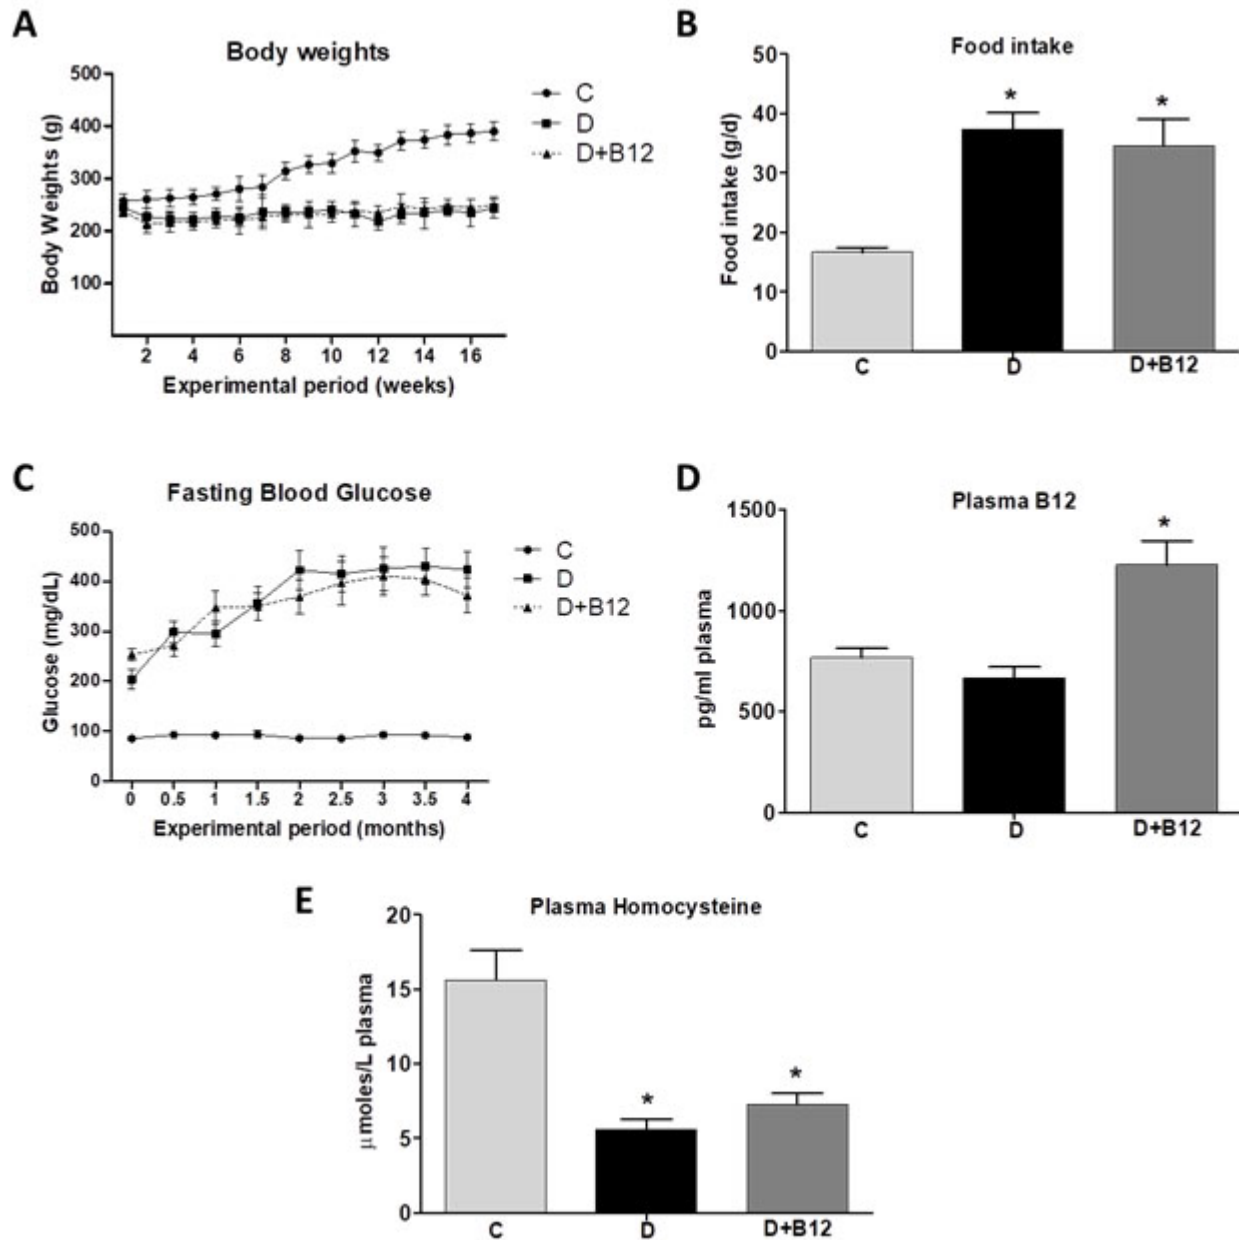 A
Body weights
500
400
300
200
100
Body Weights (g)
2 4 6 8 10 12 14 16
Experimental period (weeks)
C
D
D+B12
B
Food intake
50
40
30
20
10
0
Food intake (g/d)
*
*
C D D+B12
C
Fasting Blood Glucose
500
400
300
200
100
0
Glucose (mg/dL)
0 0.5 1 1.5 2 2.5 3 3.5 4
Experimental period (months)
C
D
D+B12
D
Plasma B12
1500
1000
500
0
pg/ml plasma
*
C D D+B12
E
Plasma Homocysteine
20
15
10
5
0
μmoles/L plasma
*
*
C D D+B12